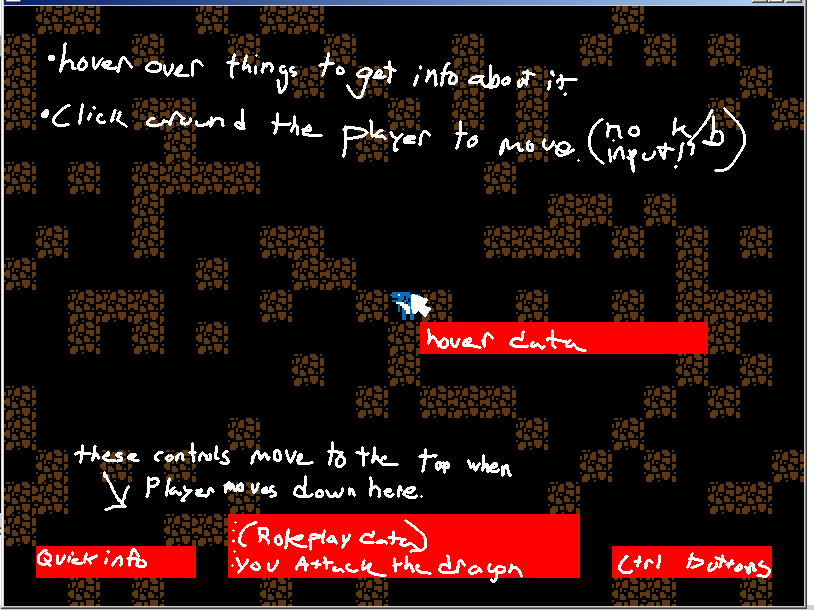 •hover over things to get info about it.
•Click around the player to move. (no k/b input!!)
hover data
these controls move to the top when
Player moves down here.
:(Roleplay data)
:you Attack the dragon
Quick info
Ctrl buttons